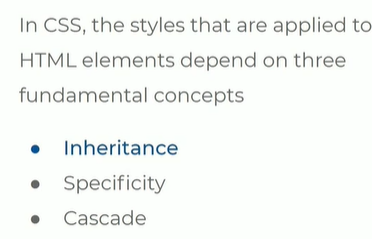 In CSS, the styles that are applied to
HTML elements depend on three
fundamental concepts
• Inheritance
• Specificity
• Cascade